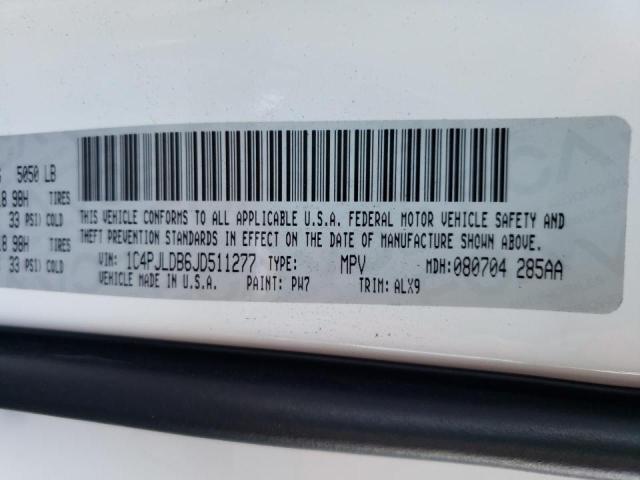 5050 LB
98H TIRES
33 PSI) COLD
98H TIRES
33 PSI) COLD
THIS VEHICLE CONFORMS TO ALL APPLICABLE U.S.A. FEDERAL MOTOR VEHICLE SAFETY AND
THEFT PREVENTION STANDARDS IN EFFECT ON THE DATE OF MANUFACTURE SHOWN ABOVE.
VIN: 1C4PJLDB6JD511277 TYPE: MPV MDH:080704 285AA
VEHICLE MADE IN U.S.A. PAINT: PW7 TRIM: ALX9